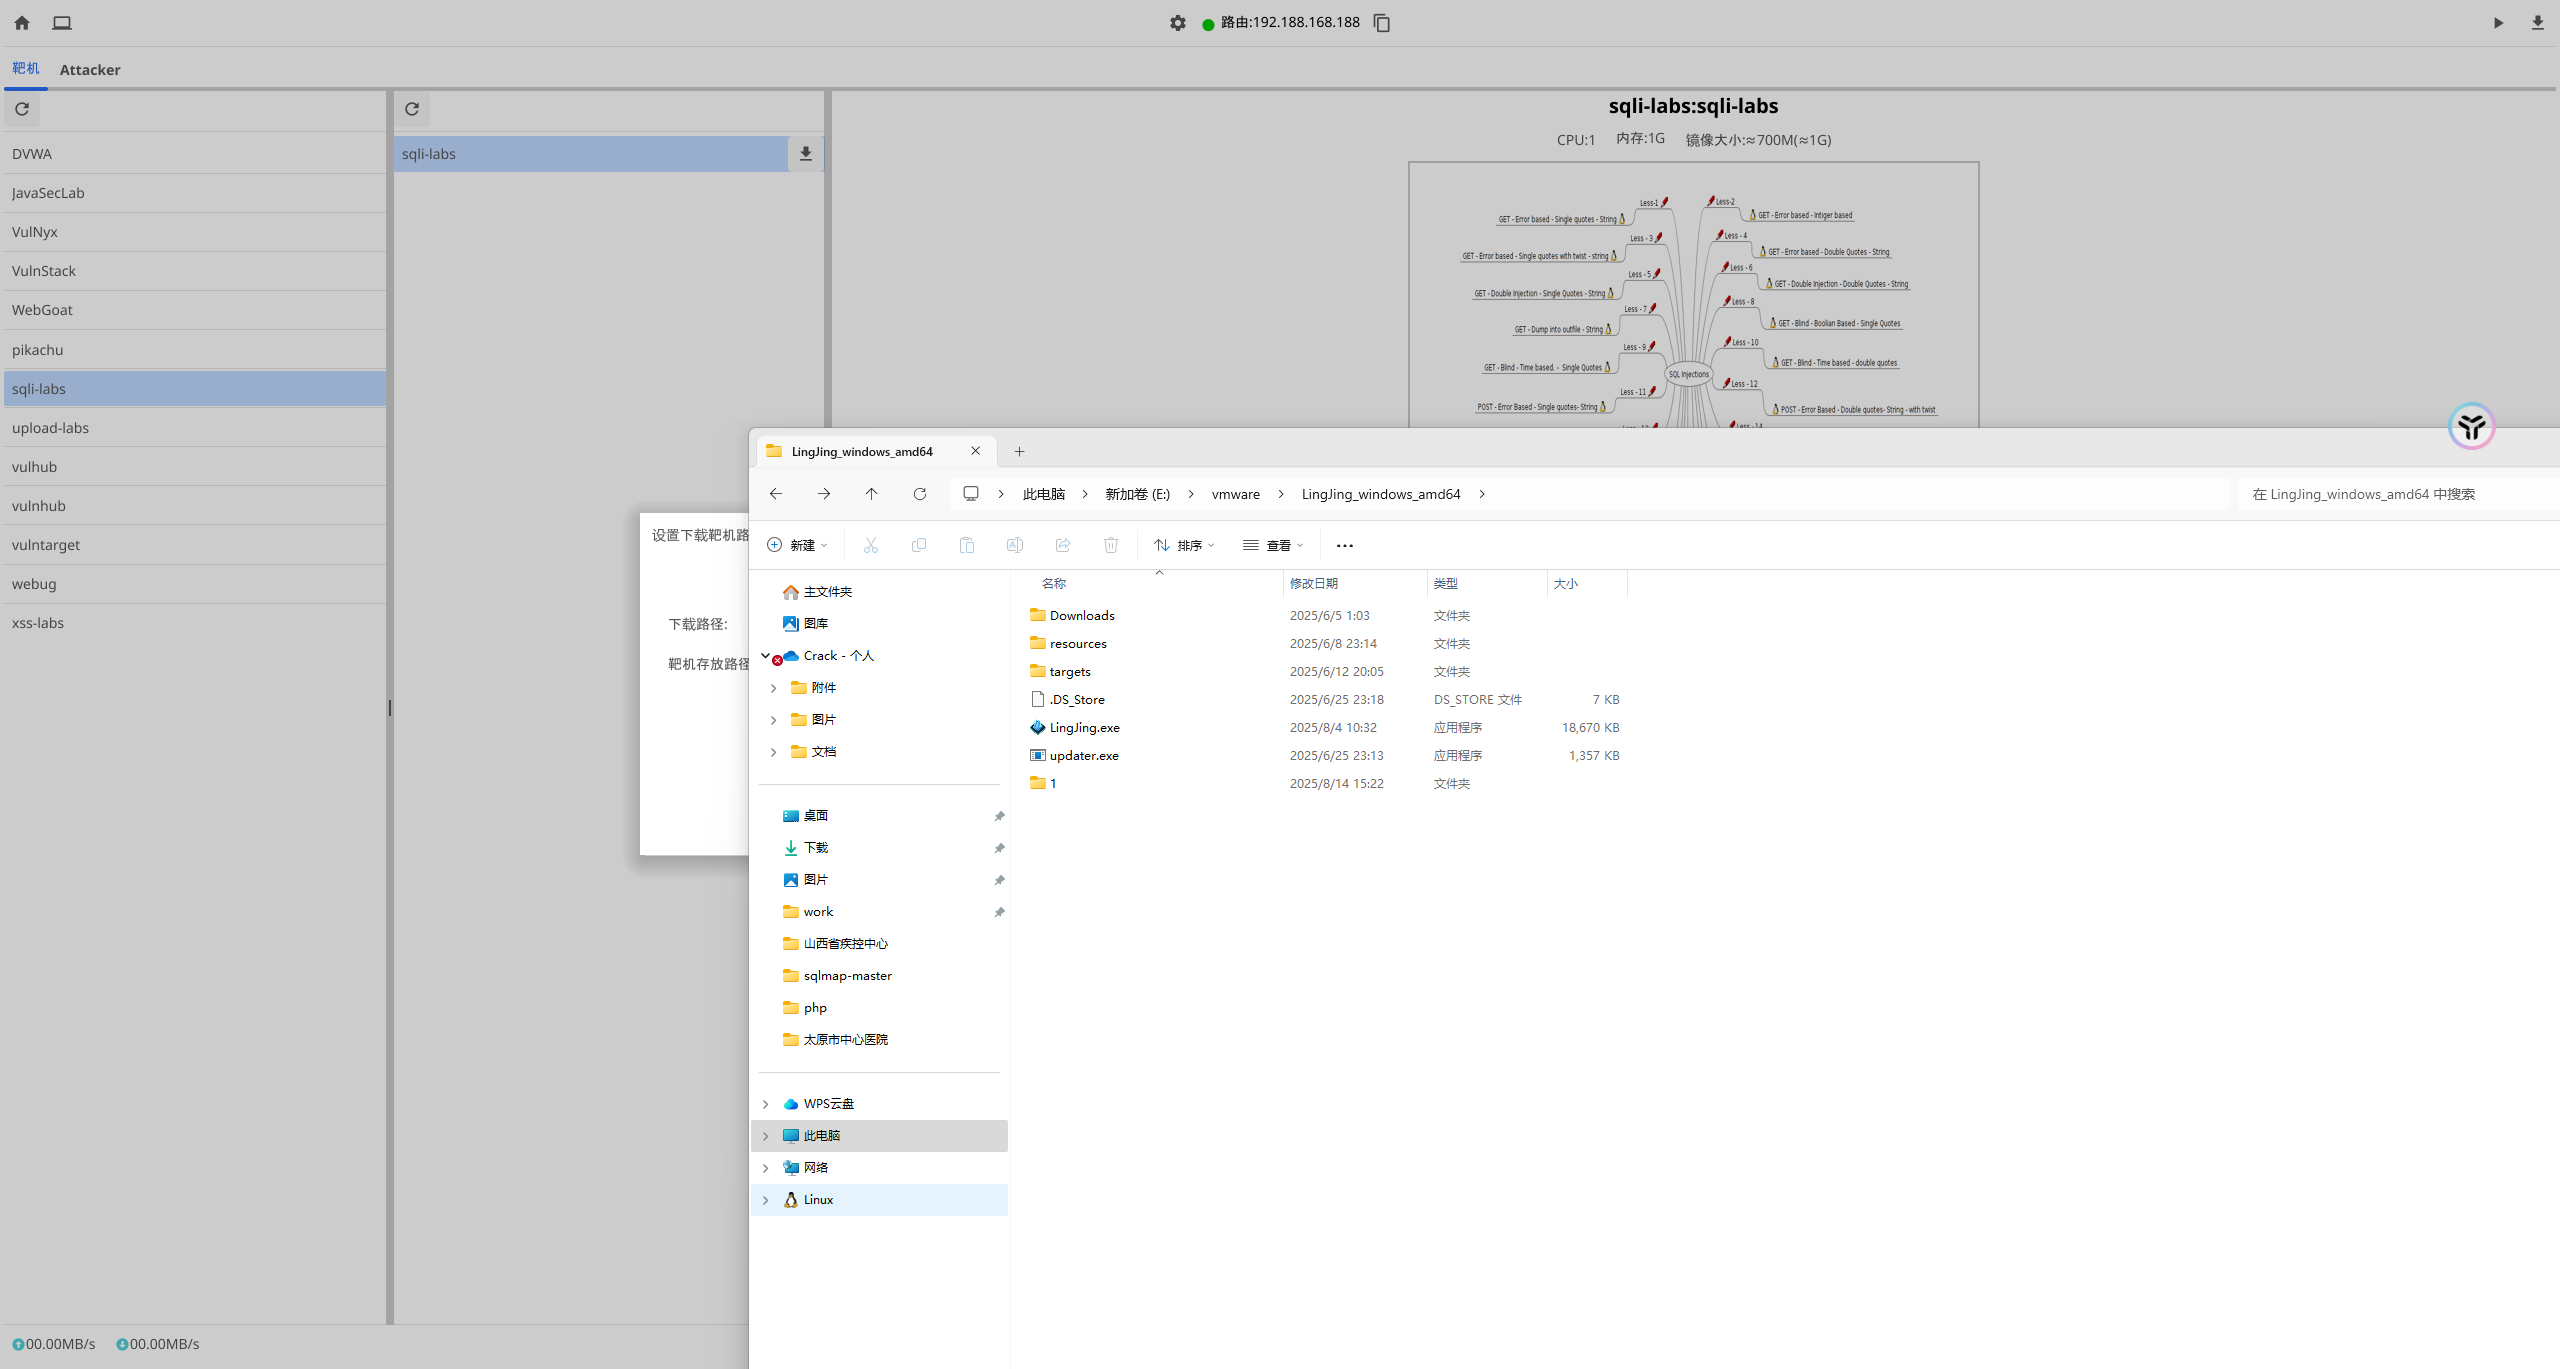 路由:192.188.168.188
靶机 Attacker
DVWA
JavaSecLab
VulNyx
VulnStack
WebGoat
pikachu
sqli-labs
upload-labs
vulhub
vulnhub
vulntarget
webug
xss-labs
00.00MB/s 00.00MB/s
sqli-labs
sqli-labs:sqli-labs
CPU:1 内存:1G 镜像大小:≈700M(≈1G)
Less-1
GET - Error based - Single quotes - String
Less - 3
GET - Error based - Single quotes wth twist - string
Less - 5
GET - Double Injection - Single Quotes - String
Less - 7
GET - Dump into outfile - String
Less - 9
GET - Blind - Time based. - Single Quotes
Less - 11
POST - Error Based - Single quotes- String
SQL Injections
Less-2
GET - Error based - Intiger based
Less - 4
GET - Error based - Double Quotes - String
Less - 6
GET - Double Injection - Double Quotes - String
Less - 8
GET - Blind - Boolian Based - Single Quotes
Less - 10
GET - Blind - Time based - double quotes
Less - 12
POST - Error Based - Double quotes- String - wth twist
Less - 14
设置下载靶机路
下载路径:
靶机存放路径
LingJing_windows_amd64
此电脑 新加卷 (E:) vmware LingJing_windows_amd64
在 LingJing_windows_amd64 中搜索
新建 排序 查看
主文件夹
图库
Crack - 个人
附件
图片
文档
桌面
下载
图片
work
山西省疾控中心
sqlmap-master
php
太原市中心医院
WPS云盘
此电脑
网络
Linux
名称 修改日期 类型 大小
Downloads 2025/6/5 1:03 文件夹
resources 2025/6/8 23:14 文件夹
targets 2025/6/12 20:05 文件夹
.DS_Store 2025/6/25 23:18 DS_STORE 文件 7 KB
LingJing.exe 2025/8/4 10:32 应用程序 18,670 KB
updater.exe 2025/6/25 23:13 应用程序 1,357 KB
1 2025/8/14 15:22 文件夹